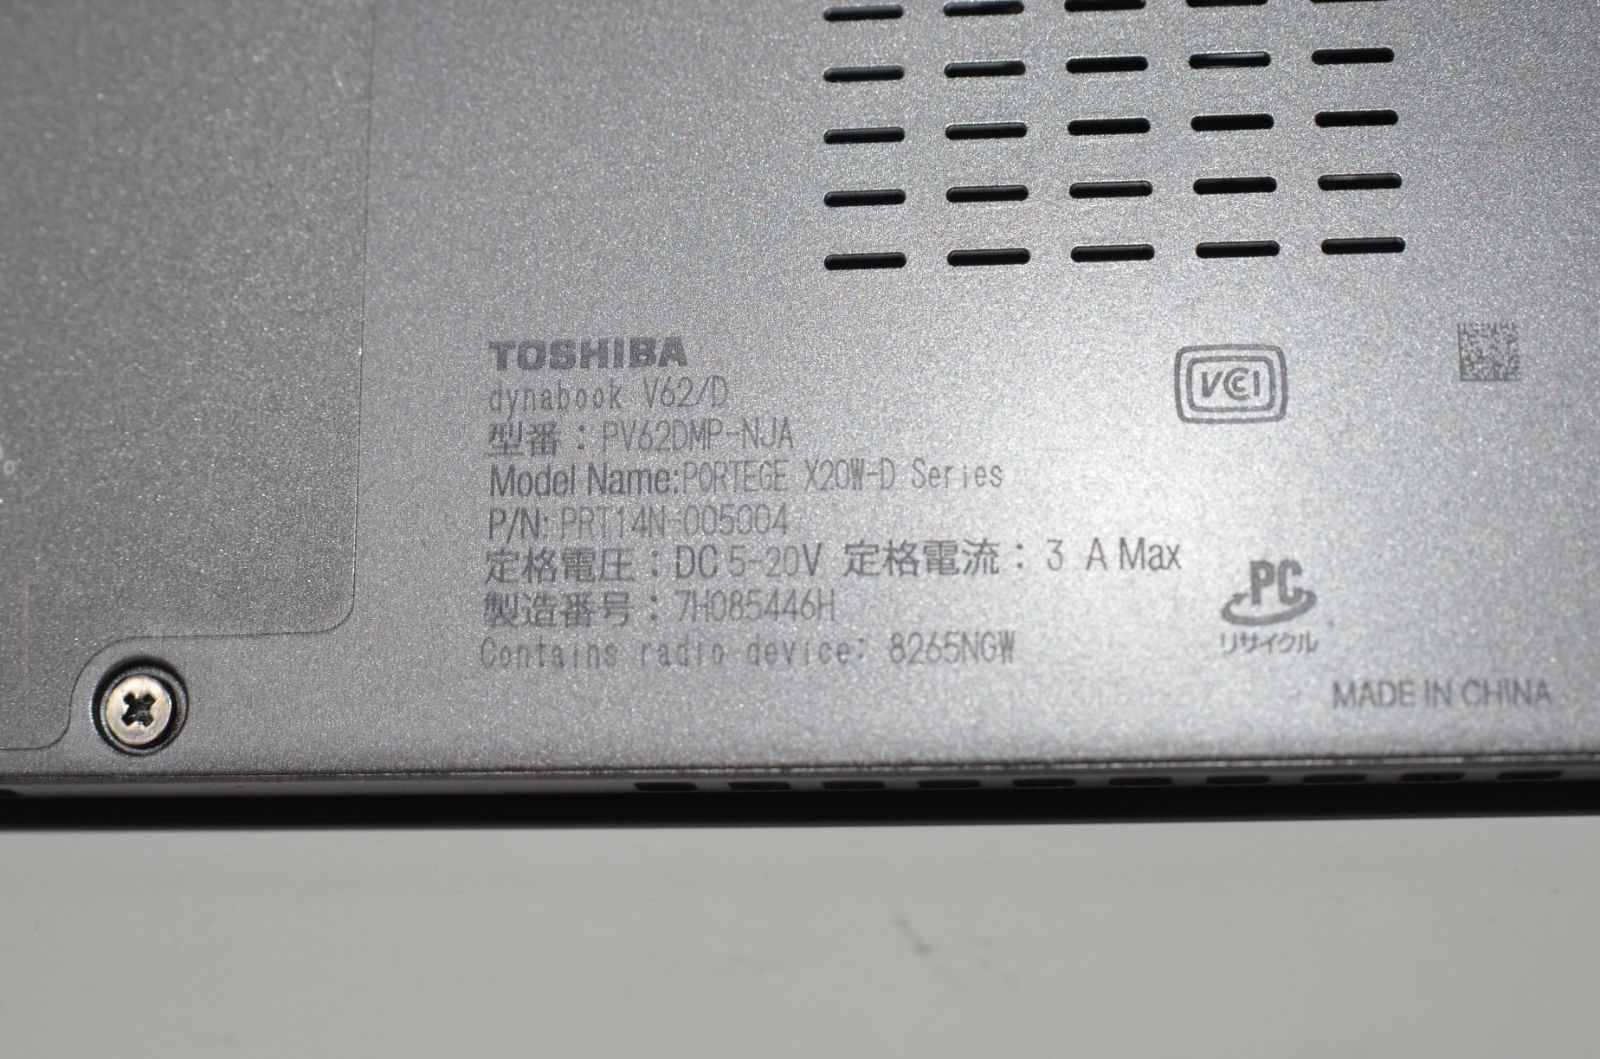 TOSHIBA
dynabook V62/D
型番：PV62DMP-NJA
Model Name:PORTEGE X20W-D Series
P/N: PRT14N-005004
定格電圧：DC 5-20V 定格電流：3 A Max
製造番号：7H085446H
Contains radio device: 8265NGW
VCCI
PC
リサイクル
MADE IN CHINA